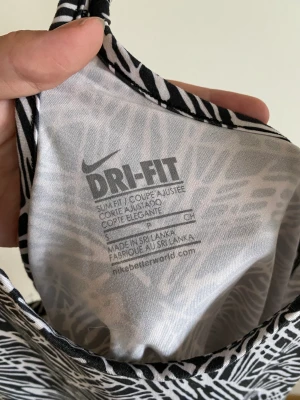 DRI-FIT
SLIM FIT / COUPE AJUSTÉE
CORTE AJUSTADO
CORTE ELEGANTE
P CH
MADE IN SRI LANKA
FABRIQUÉ AU SRI LANKA
nikebetterworld.com